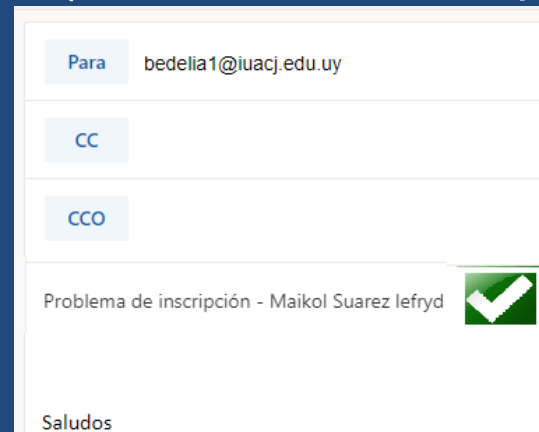 Para bedelia1@iuacj.edu.uy
CC
CCO
Problema de inscripción - Maikol Suarez lefryd
Saludos